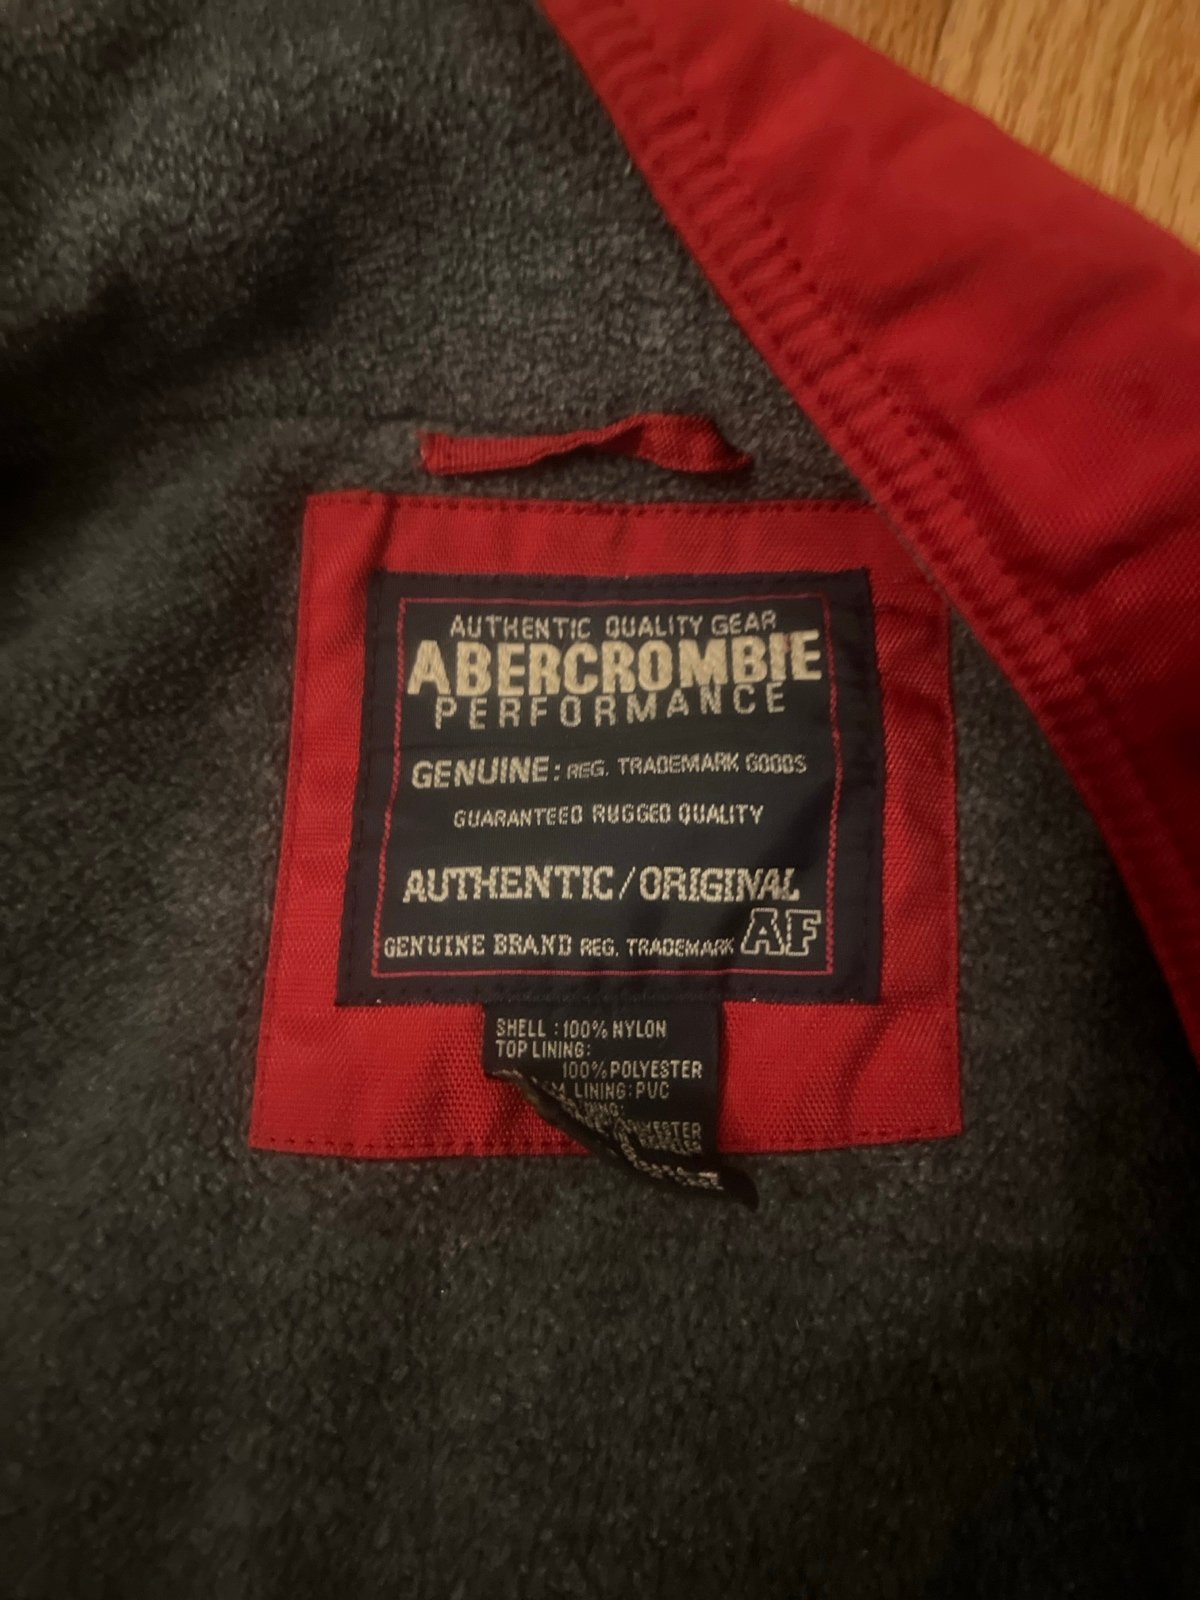 AUTHENTIC QUALITY GEAR
ABERCROMBIE
PERFORMANCE
GENUINE: REG. TRADEMARK GOODS
GUARANTEED RUGGED QUALITY
AUTHENTIC/ORIGINAL
AF
GENUINE BRAND REG. TRADEMARK
SHELL : 100% NYLON
TOP LINING:
100% POLYESTER
LINING: PVC